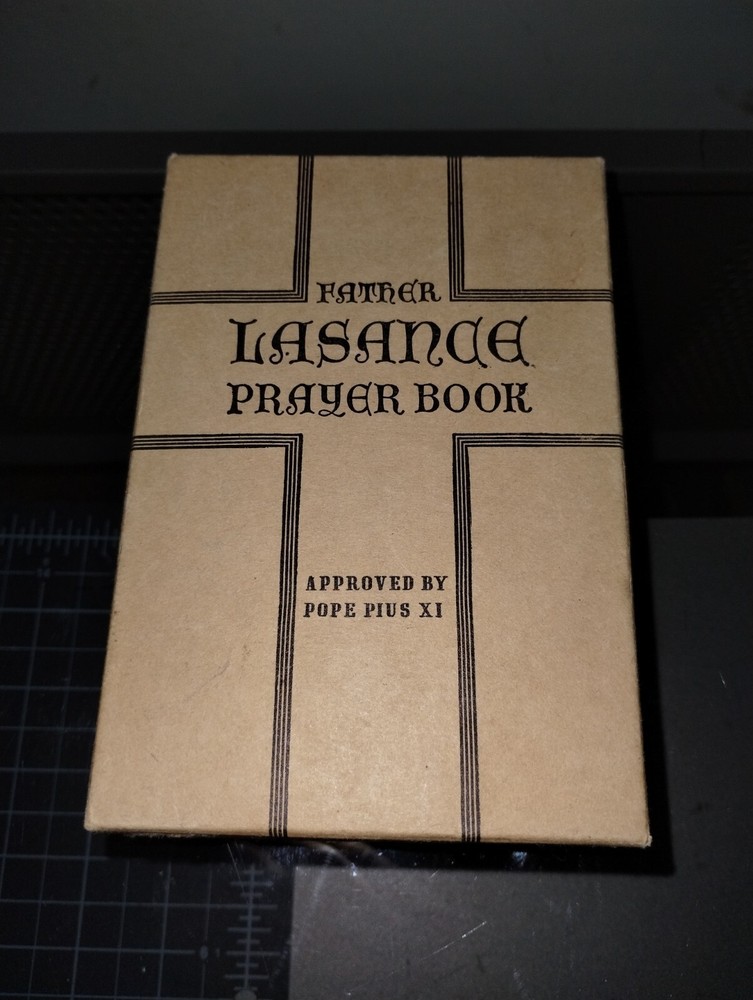 FATHER
LASANCE
PRAYER BOOK
APPROVED BY
POPE PIUS XI